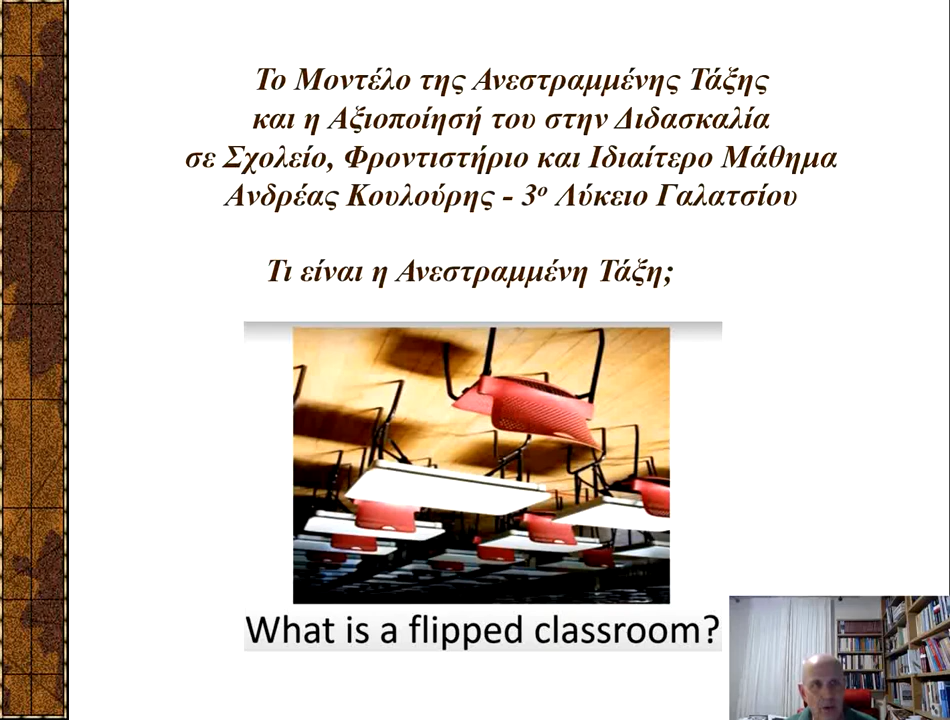 Το Μοντέλο της Ανεστραμμένης Τάξης
και η Αξιοποίησή του στην Διδασκαλία
σε Σχολείο, Φροντιστήριο και Ιδιαίτερο Μάθημα
Ανδρέας Κουλούρης - 3ο Λύκειο Γαλατσίου
Τι είναι η Ανεστραμμένη Τάξη;
What is a flipped classroom?